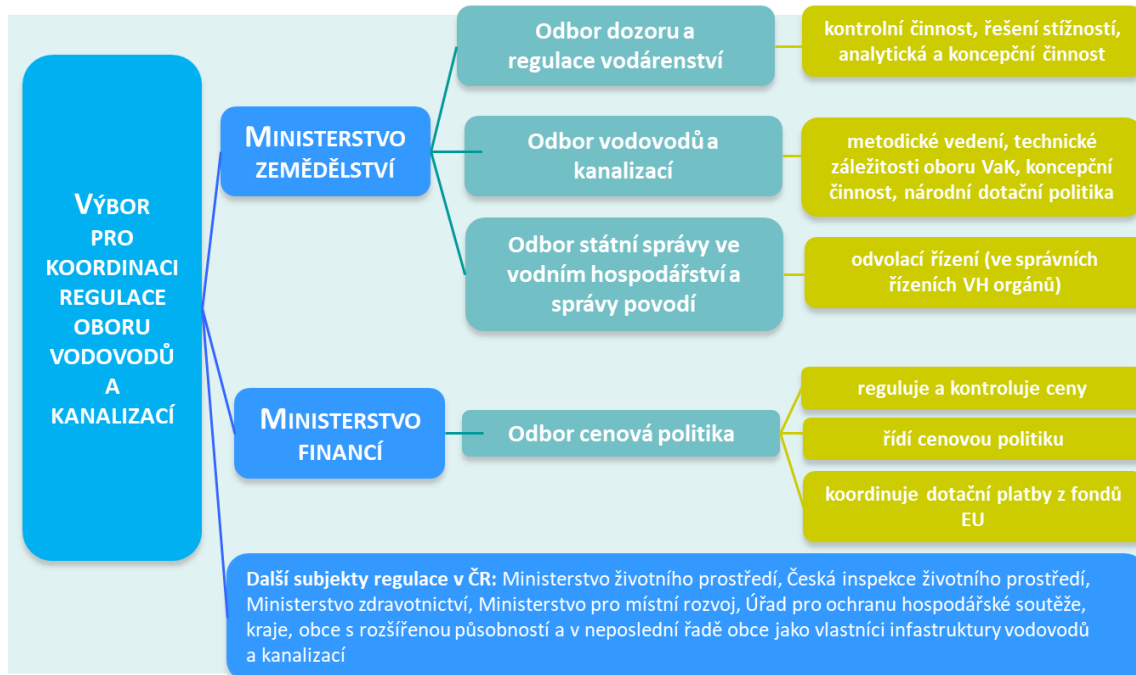 VÝBOR
PRO
KOORDINACI
REGULACE
OBORU
VODOVODŮ
A
KANALIZACÍ
MINISTERSTVO
ZEMĚDĚLSTVÍ
Odbor dozoru a
regulace vodárenství
kontrolní činnost, řešení stížností,
analytická a koncepční činnost
Odbor vodovodů a
kanalizací
metodické vedení, technické
záležitosti oboru VaK, koncepční
činnost, národní dotační politika
Odbor státní správy ve
vodním hospodářství a
správy povodí
odvolací řízení (ve správních
řízeních VH orgánů)
MINISTERSTVO
FINANCÍ
Odbor cenová politika
reguluje a kontroluje ceny
řídí cenovou politiku
koordinuje dotační platby z fondů
EU
Další subjekty regulace v ČR: Ministerstvo životního prostředí, Česká inspekce životního prostředí,
Ministerstvo zdravotnictví, Ministerstvo pro místní rozvoj, Úřad pro ochranu hospodářské soutěže,
kraje, obce s rozšířenou působností a v neposlední řadě obce jako vlastníci infastruktury vodovodů
a kanalizací